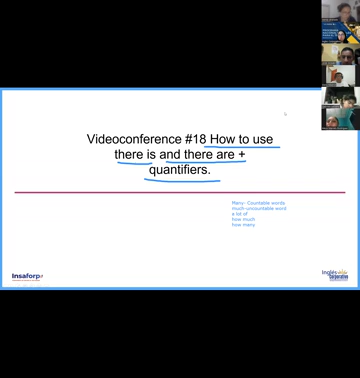 Videoconference #18 How to use
there is and there are +
quantifiers.
Many- Countable words
much-uncountable word
a lot of
how much
how many
Insaforp
Inglés
Corporativo